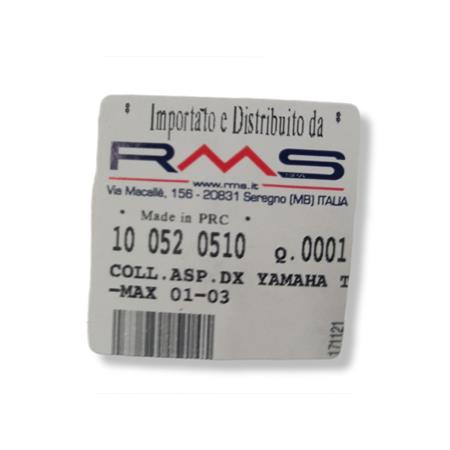 Importato e Distribuito da
RMS
www.rms.it
Via Macallè, 156 - 20831 Seregno (MB) ITALIA
* Made in PRC *
10 052 0510 Q.0001
COLL.ASP.DX YAMAHA T
-MAX 01-03
171121